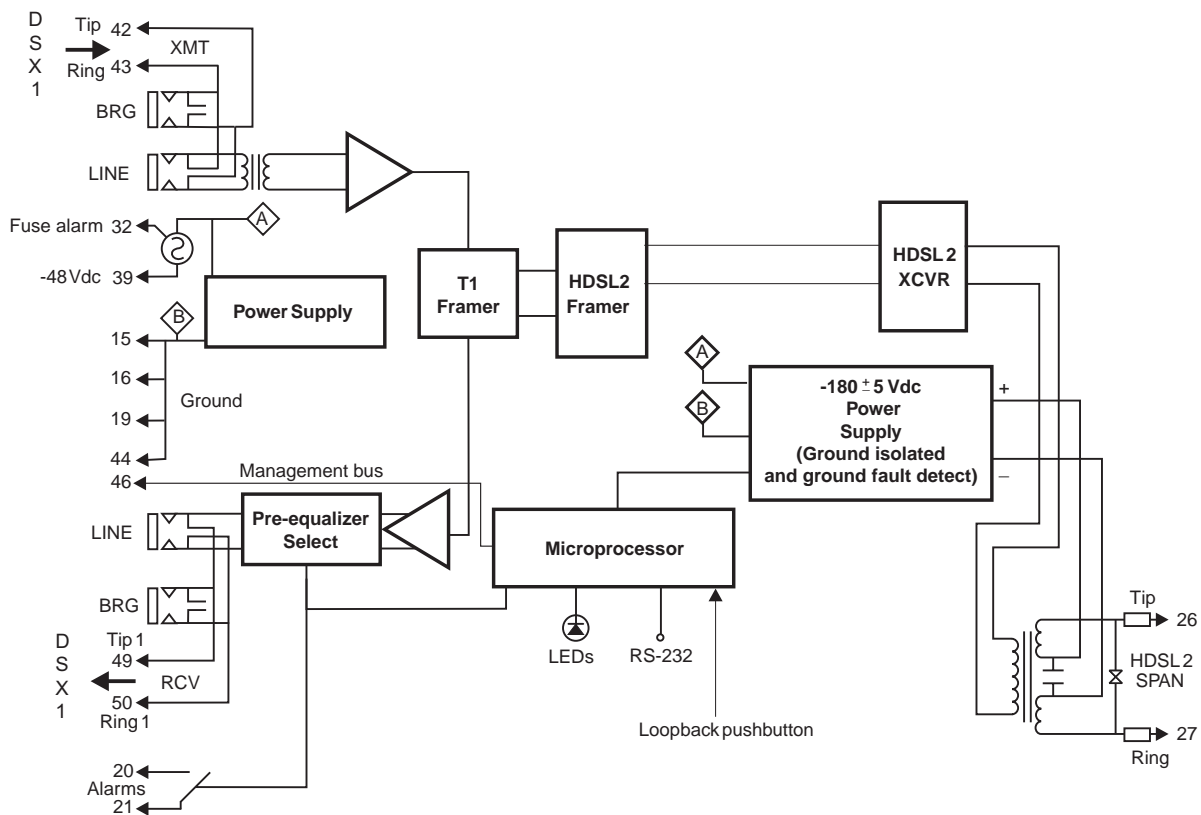 DSX1
Tip 42
XMT
Ring 43
BRG
LINE
Fuse alarm 32
A
-48 Vdc 39
Power Supply
B
15
16
Ground
19
44
46
Management bus
T1
Framer
HDSL2
Framer
HDSL 2
XCVR
A
B
-180 ± 5 Vdc
Power
Supply
(Ground isolated
and ground fault detect)
+
–
LINE
Pre-equalizer
Select
Microprocessor
BRG
LEDs
RS-232
Loopback pushbutton
DSX1
Tip 1
49
RCV
50
Ring 1
20
Alarms
21
Tip
26
HDSL 2
SPAN
27
Ring